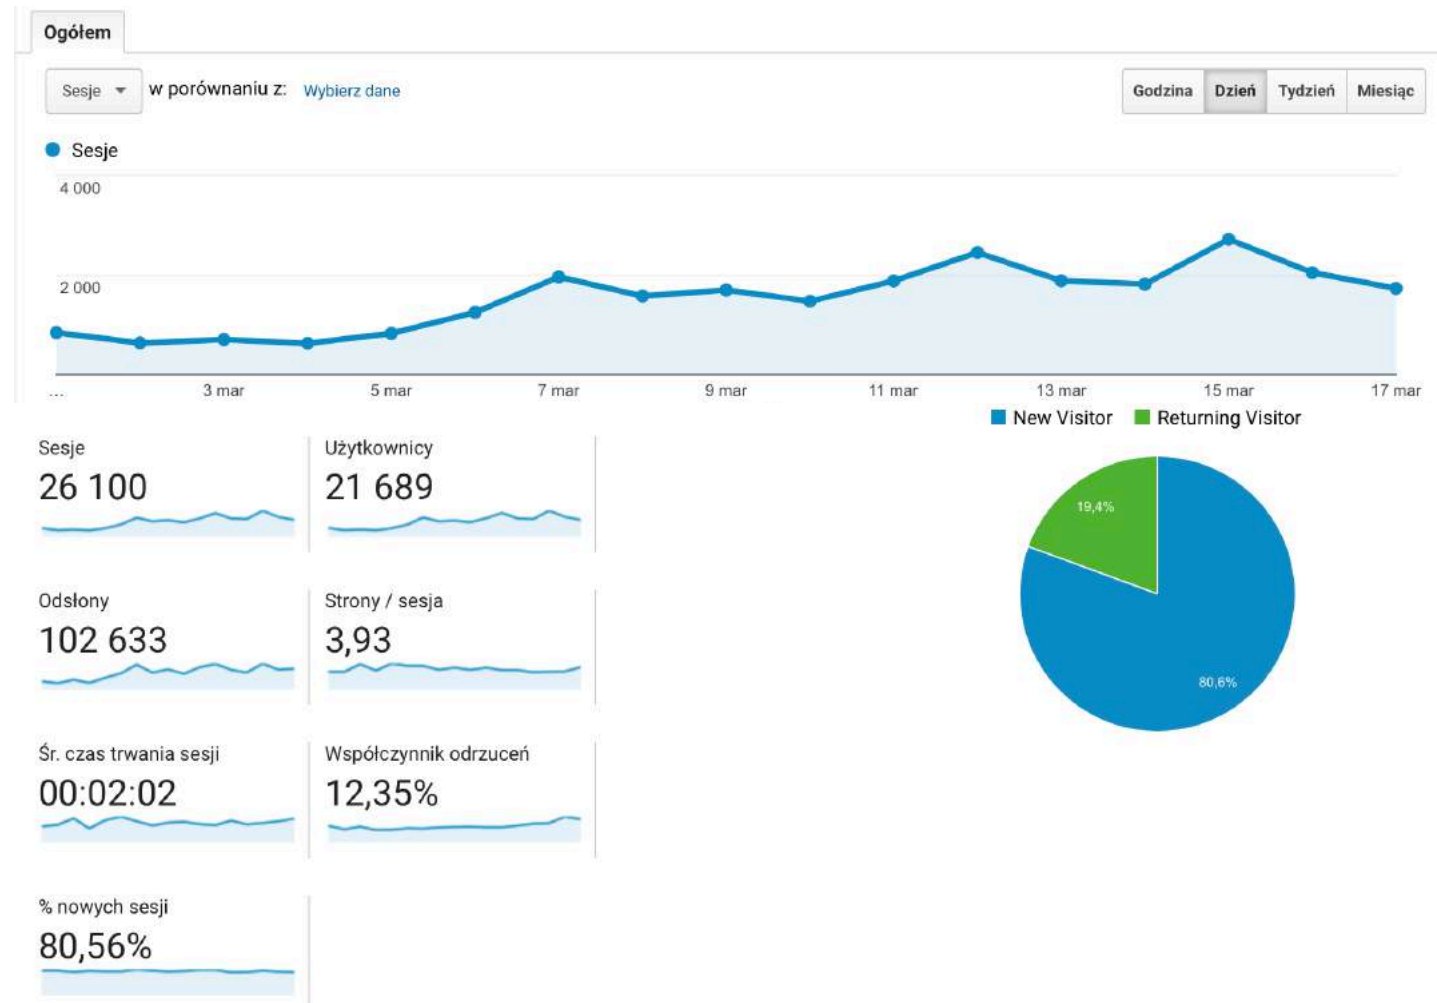 Ogółem
Sesje w porównaniu z: Wybierz dane
Godzina Dzień Tydzień Miesiąc
Sesje
4 000
2 000
... 3 mar 5 mar 7 mar 9 mar 11 mar 13 mar 15 mar 17 mar
New Visitor Returning Visitor
Sesje
26 100
Użytkownicy
21 689
19,4%
80,6%
Odsłony
102 633
Strony / sesja
3,93
Śr. czas trwania sesji
00:02:02
Współczynnik odrzuceń
12,35%
% nowych sesji
80,56%